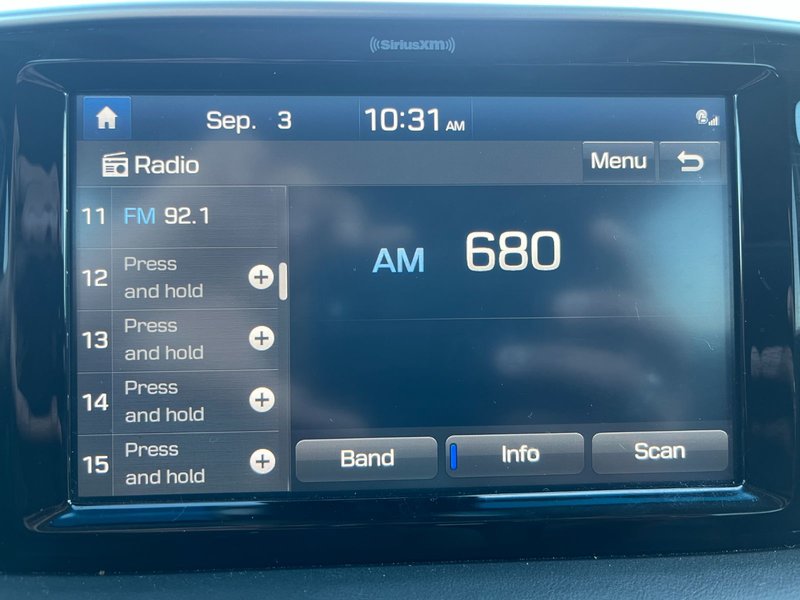 ((SiriusXM))
Sep. 3 10:31 AM
Radio Menu
11 FM 92.1
AM 680
12 Press
and hold
13 Press
and hold
14 Press
and hold
15 Press
and hold
Band Info Scan